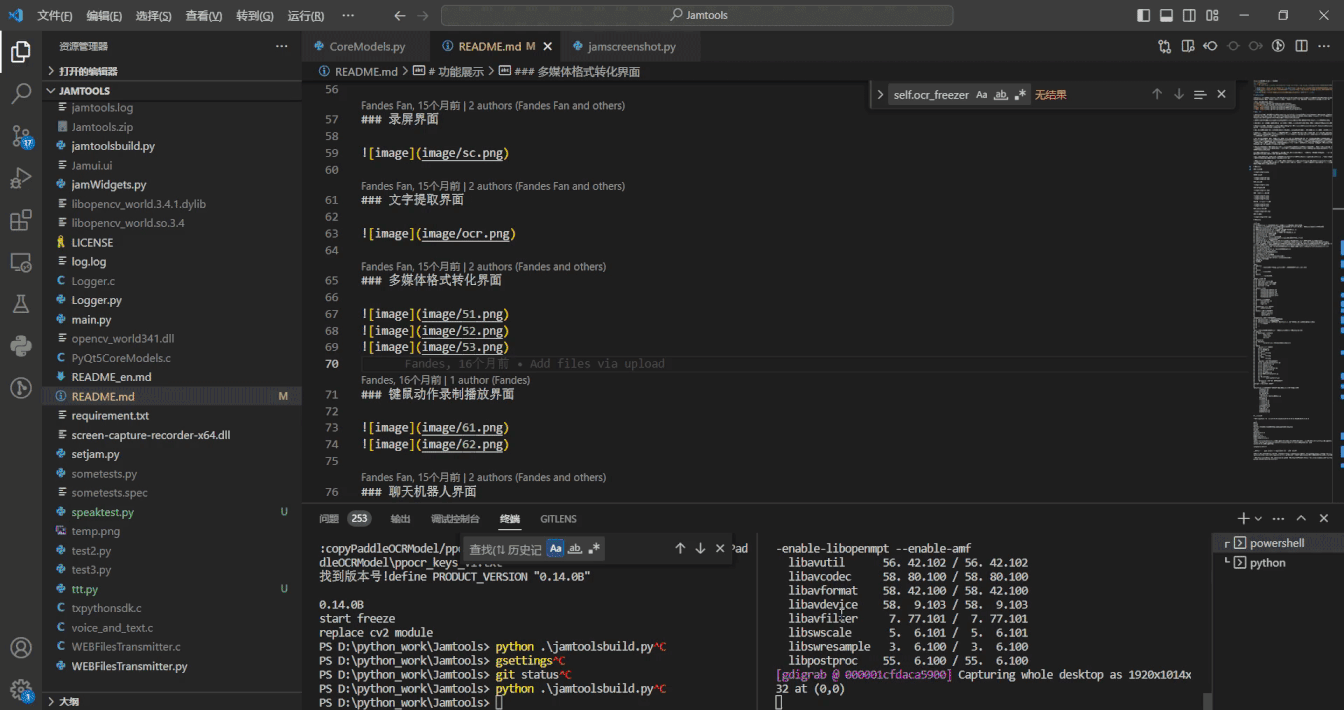 文件(F) 编辑(E) 选择(S) 查看(V) 转到(G) 运行(R) ··· Jamtools
资源管理器 ···
打开的编辑器
JAMTOOLS
jamtools.log
Jamtools.zip
jamtoolsbuild.py
Jamui.ui
jamWidgets.py
libopencv_world.3.4.1.dylib
libopencv_world.so.3.4
LICENSE
log.log
Logger.c
Logger.py
main.py
opencv_world341.dll
PyQt5CoreModels.c
README_en.md
README.md M
requirement.txt
screen-capture-recorder-x64.dll
setjam.py
sometests.py
sometests.spec
speaktest.py U
temp.png
test2.py
test3.py
ttt.py U
txpythonsdk.c
voice_and_text.c
WEBFilesTransmitter.c
WEBFilesTransmitter.py
大纲
37
1
CoreModels.py README.md M jamscreenshot.py
README.md > # 功能展示 > ### 多媒体格式转化界面
self.ocr_freezer Aa ab .* 无结果
56
Fandes Fan, 15个月前 | 2 authors (Fandes Fan and others)
57 ### 录屏界面
58
59 ![image](image/sc.png)
60
Fandes Fan, 15个月前 | 2 authors (Fandes Fan and others)
61 ### 文字提取界面
62
63 ![image](image/ocr.png)
64
Fandes Fan, 15个月前 | 2 authors (Fandes and others)
65 ### 多媒体格式转化界面
66
67 ![image](image/51.png)
68 ![image](image/52.png)
69 ![image](image/53.png)
70 Fandes, 16个月前 • Add files via upload
Fandes, 16个月前 | 1 author (Fandes)
71 ### 键鼠动作录制播放界面
72
73 ![image](image/61.png)
74 ![image](image/62.png)
75
Fandes Fan, 15个月前 | 2 authors (Fandes and others)
76 ### 聊天机器人界面
问题 253 输出 调试控制台 终端 GITLENS
查找(⇅ 历史记 Aa ab .*
:copyPaddleOCRModel/pp Pad
dleOCRModel/ppocr_keys_v1.txt
找到版本号!define PRODUCT_VERSION "0.14.0B"
0.14.0B
start freeze
replace cv2 module
PS D:\python_work\Jamtools> python .\jamtoolsbuild.py^C
PS D:\python_work\Jamtools> gsettings^C
PS D:\python_work\Jamtools> git status^C
PS D:\python_work\Jamtools> python .\jamtoolsbuild.py^C
PS D:\python_work\Jamtools>
-enable-libopenmpt --enable-amf
libavutil 56. 42.102 / 56. 42.102
libavcodec 58. 80.100 / 58. 80.100
libavformat 58. 42.100 / 58. 42.100
libavdevice 58. 9.103 / 58. 9.103
libavfilter 7. 77.101 / 7. 77.101
libswscale 5. 6.101 / 5. 6.101
libswresample 3. 6.100 / 3. 6.100
libpostproc 55. 6.100 / 55. 6.100
[gdigrab @ 000001cfdaca5900] Capturing whole desktop as 1920x1014x
32 at (0,0)
powershell
python